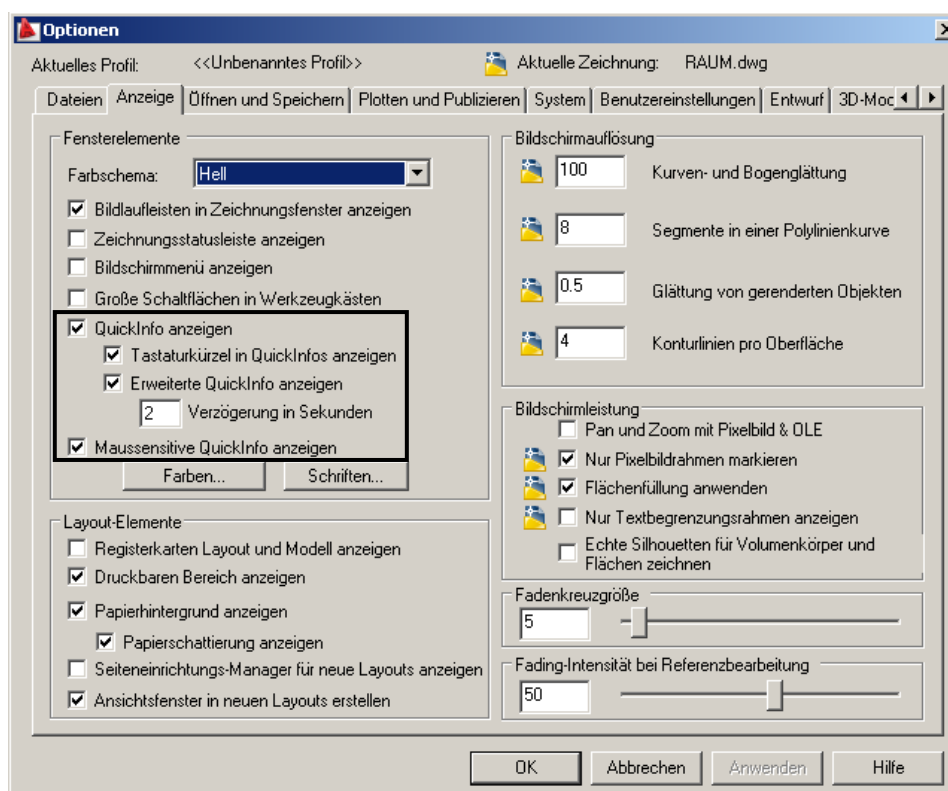 Optionen
Aktuelles Profil: <<Unbenanntes Profil>> Aktuelle Zeichnung: RAUM.dwg
Dateien Anzeige Öffnen und Speichern Plotten und Publizieren System Benutzereinstellungen Entwurf 3D-Moc
Fensterelemente
Farbschema: Hell
Bildlaufleisten in Zeichnungsfenster anzeigen
Zeichnungsstatusleiste anzeigen
Bildschirmmenü anzeigen
Große Schaltflächen in Werkzeugkästen
QuickInfo anzeigen
Tastaturkürzel in QuickInfos anzeigen
Erweiterte QuickInfo anzeigen
2 Verzögerung in Sekunden
Maussensitive QuickInfo anzeigen
Farben... Schriften...
Layout-Elemente
Registerkarten Layout und Modell anzeigen
Druckbaren Bereich anzeigen
Papierhintergrund anzeigen
Papierschattierung anzeigen
Seiteneinrichtungs-Manager für neue Layouts anzeigen
Ansichtsfenster in neuen Layouts erstellen
Bildschirmauflösung
100 Kurven- und Bogenglättung
8 Segmente in einer Polylinienkurve
0.5 Glättung von gerenderten Objekten
4 Konturlinien pro Oberfläche
Bildschirmleistung
Pan und Zoom mit Pixelbild & OLE
Nur Pixelbildrahmen markieren
Flächenfüllung anwenden
Nur Textbegrenzungsrahmen anzeigen
Echte Silhouetten für Volumenkörper und
Flächen zeichnen
Fadenkreuzgröße
5
Fading-Intensität bei Referenzbearbeitung
50
OK Abbrechen Anwenden Hilfe